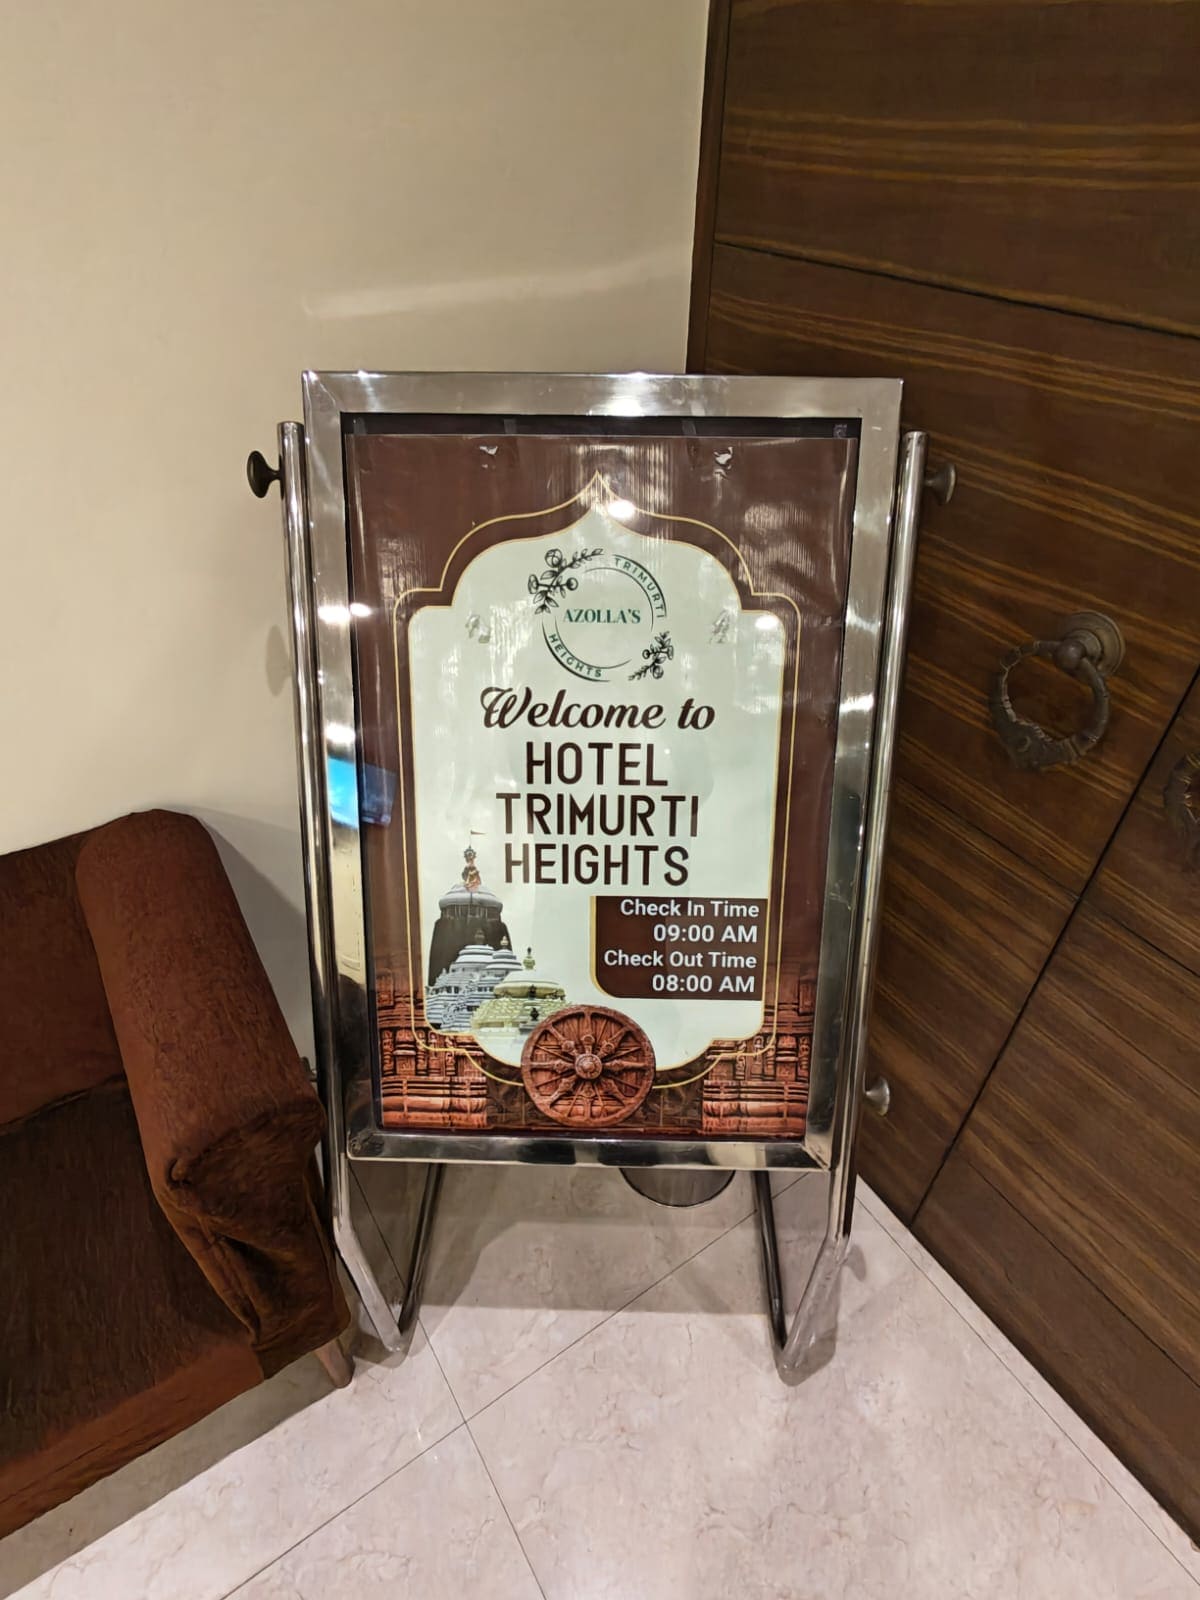 TRIMURTI
AZOLLA'S
HEIGHTS
Welcome to
HOTEL
TRIMURTI
HEIGHTS
Check In Time
09:00 AM
Check Out Time
08:00 AM